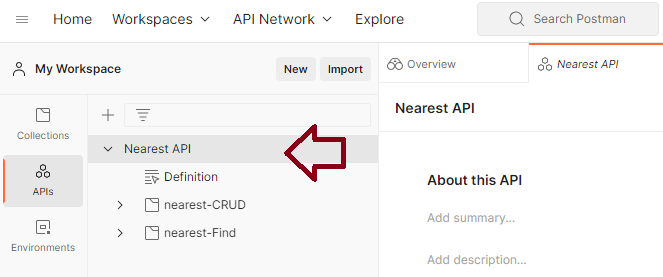 Home Workspaces API Network Explore Search Postman
My Workspace New Import
Overview Nearest API
Collections
APIs
Environments
Nearest API
Definition
nearest-CRUD
nearest-Find
Nearest API
About this API
Add summary...
Add description...